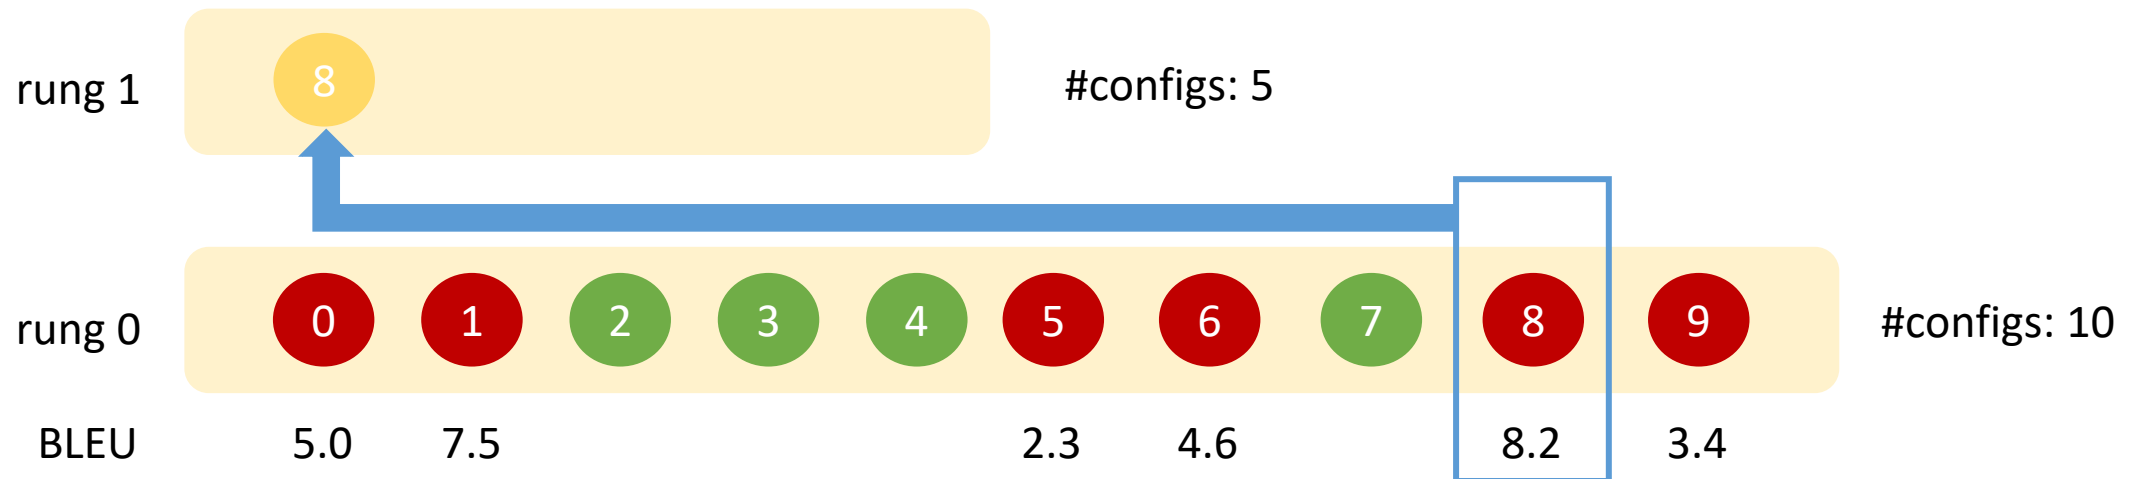 rung 1 8 #configs: 5
rung 0 0 1 2 3 4 5 6 7 8 9 #configs: 10
BLEU 5.0 7.5 2.3 4.6 8.2 3.4